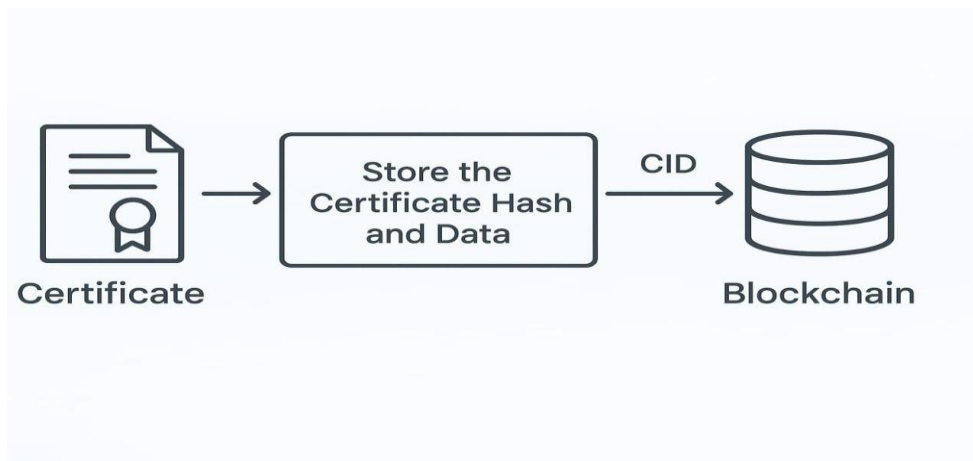 Store the
Certificate Hash
and Data
CID
Certificate
Blockchain